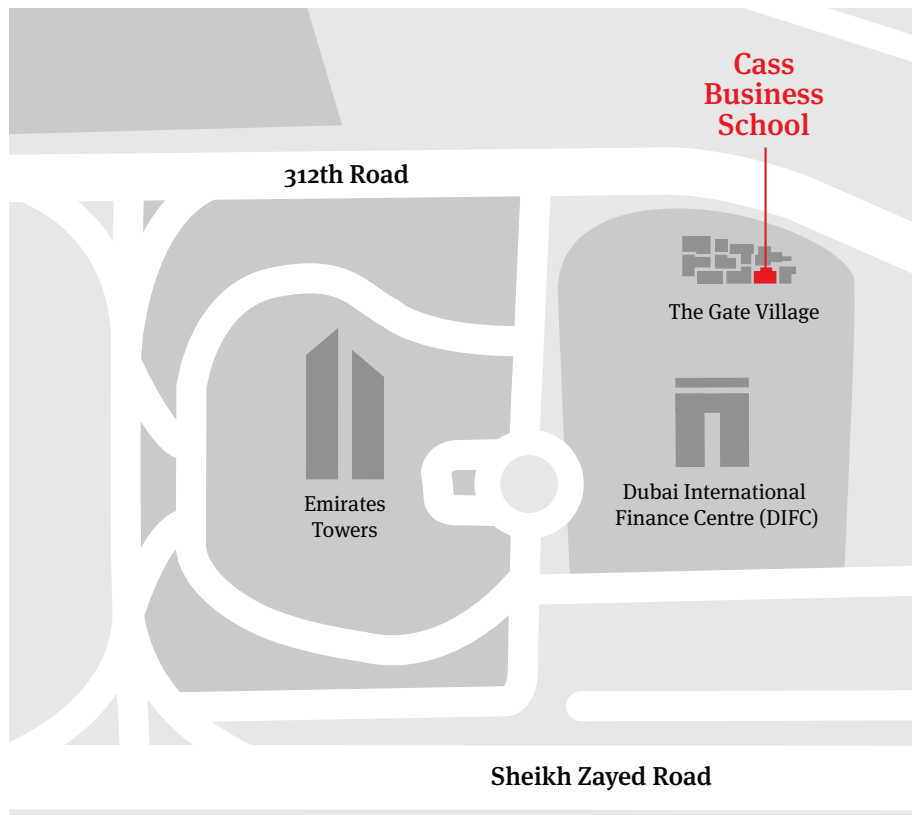 Cass
Business
School
312th Road
The Gate Village
Emirates
Towers
Dubai International
Finance Centre (DIFC)
Sheikh Zayed Road